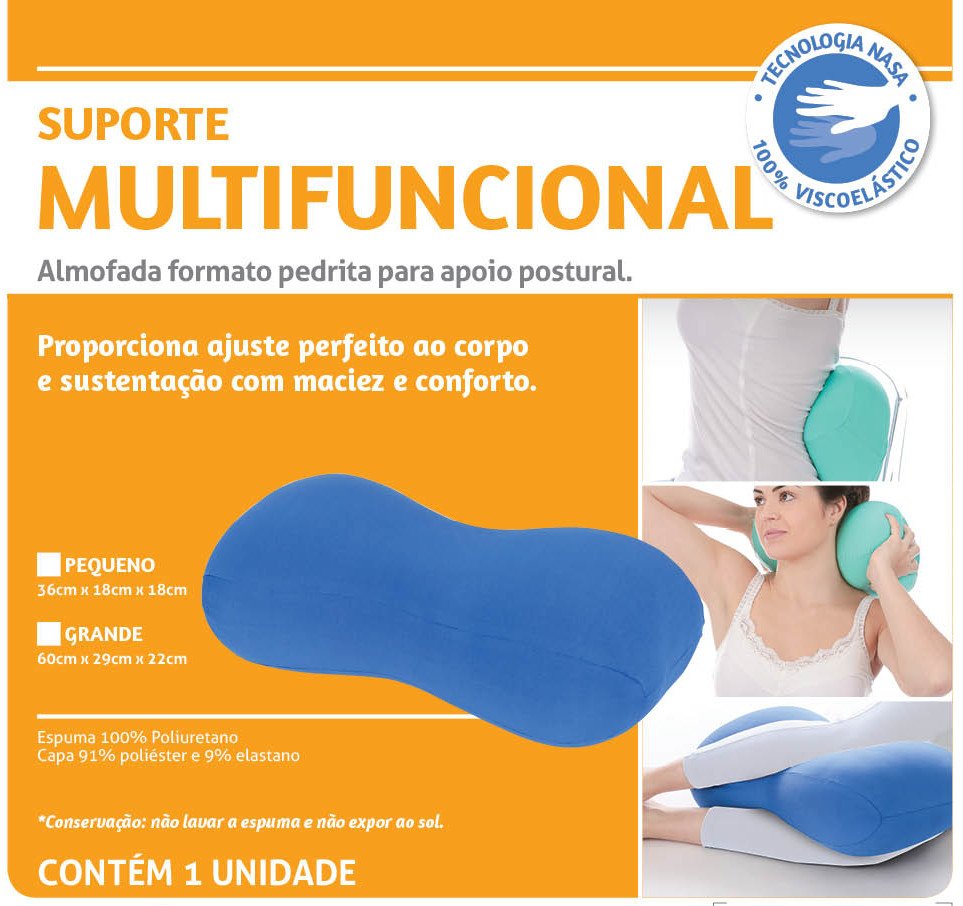 TECNOLOGIA NASA
100% VISCOELÁSTICO
SUPORTE
MULTIFUNCIONAL
Almofada formato pedrita para apoio postural.
Proporciona ajuste perfeito ao corpo
e sustentação com maciez e conforto.
PEQUENO
36cm x 18cm x 18cm
GRANDE
60cm x 29cm x 22cm
Espuma 100% Poliuretano
Capa 91% poliéster e 9% elastano
*Conservação: não lavar a espuma e não expor ao sol.
CONTÉM 1 UNIDADE